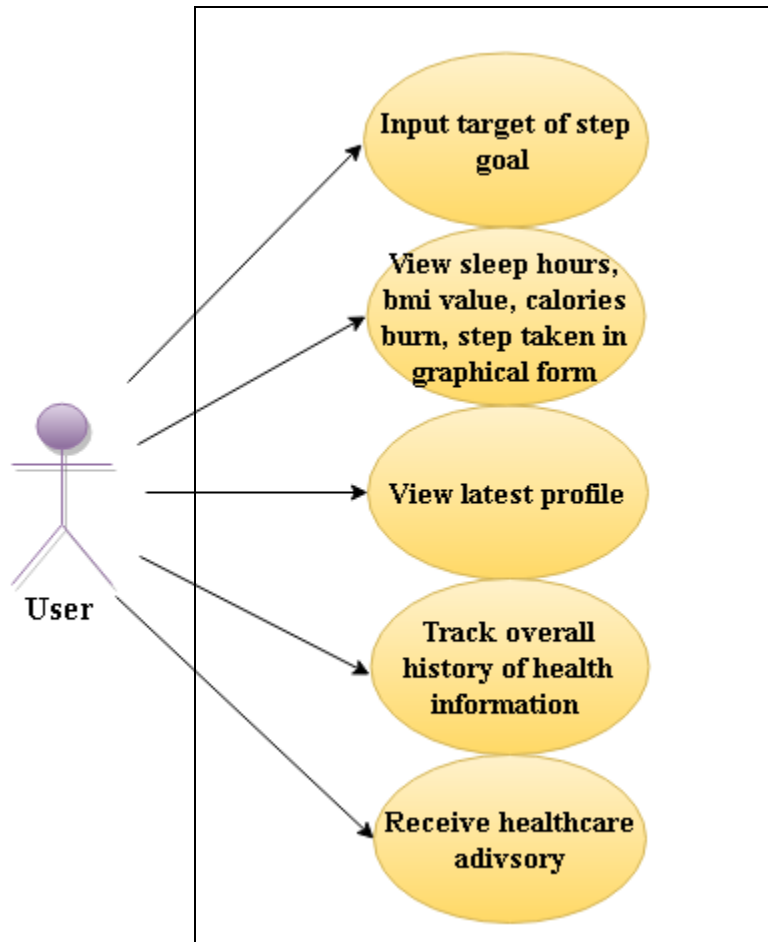 Input target of step
goal
View sleep hours,
bmi value, calories
burn, step taken in
graphical form
View latest profile
User
Track overall
history of health
information
Receive healthcare
adivsory